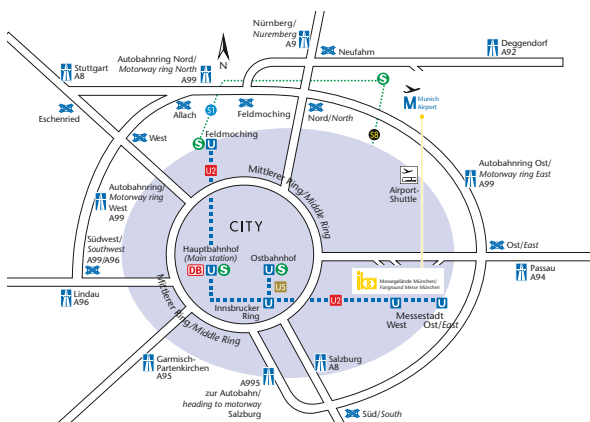 Nürnberg/
Nuremberg
A9
Stuttgart
A8
Autobahnring Nord/
Motorway ring North
A99
N
Neufahrn
Deggendorf
A92
Eschenried
Allach
S1
Feldmoching
Nord/North
S
M Munich
Airport
West
S
U
Feldmoching
S8
U2
Mittlerer Ring/Middle Ring
Airport-
Shuttle
Autobahnring Ost/
Motorway ring East
A99
Autobahnring/
Motorway ring
West
A99
CITY
Südwest/
Southwest
A99/A96
Hauptbahnhof
(Main station)
DB U S
Ostbahnhof
U S
U5
Ost/East
Passau
A94
iba
Messegelände München/
Fairground Messe München
Lindau
A96
Innsbrucker
Ring
U
U2
U
U
Messestadt
West
Ost/East
Mittlerer Ring/Middle Ring
Garmisch-
Partenkirchen
A95
A995
zur Autobahn/
heading to motorway
Salzburg
Salzburg
A8
Süd/South